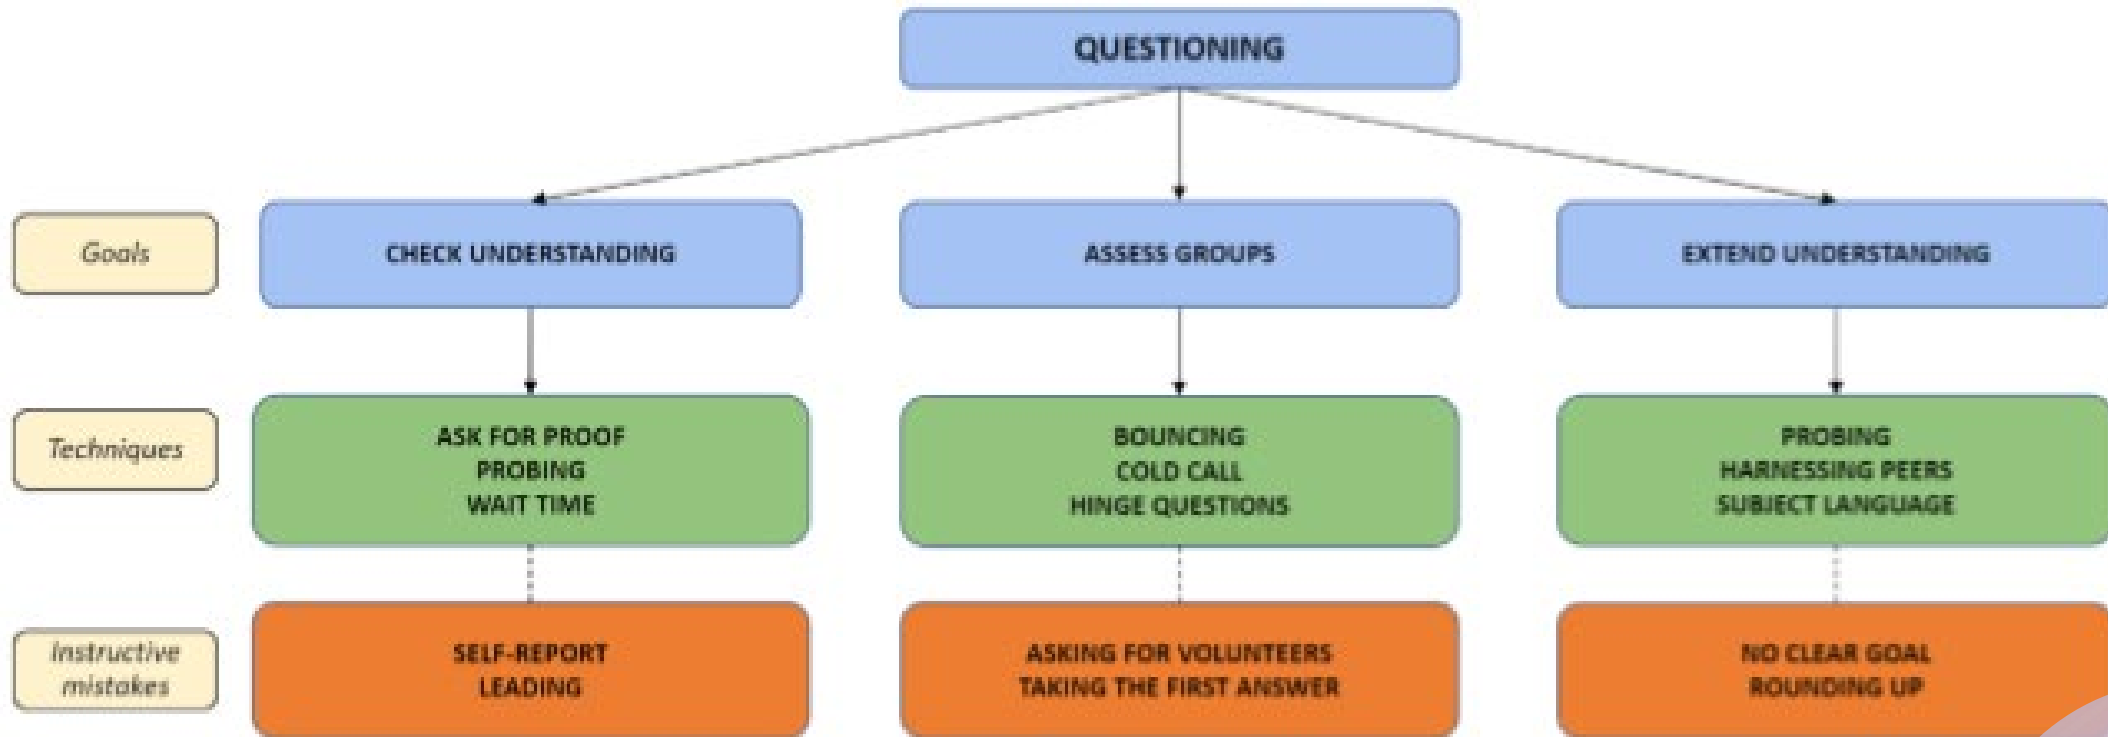 QUESTIONING
Goals
CHECK UNDERSTANDING
ASSESS GROUPS
EXTEND UNDERSTANDING
Techniques
ASK FOR PROOF
PROBING
WAIT TIME
BOUNCING
COLD CALL
HINGE QUESTIONS
PROBING
HARNESSING PEERS
SUBJECT LANGUAGE
Instructive
mistakes
SELF-REPORT
LEADING
ASKING FOR VOLUNTEERS
TAKING THE FIRST ANSWER
NO CLEAR GOAL
ROUNDING UP